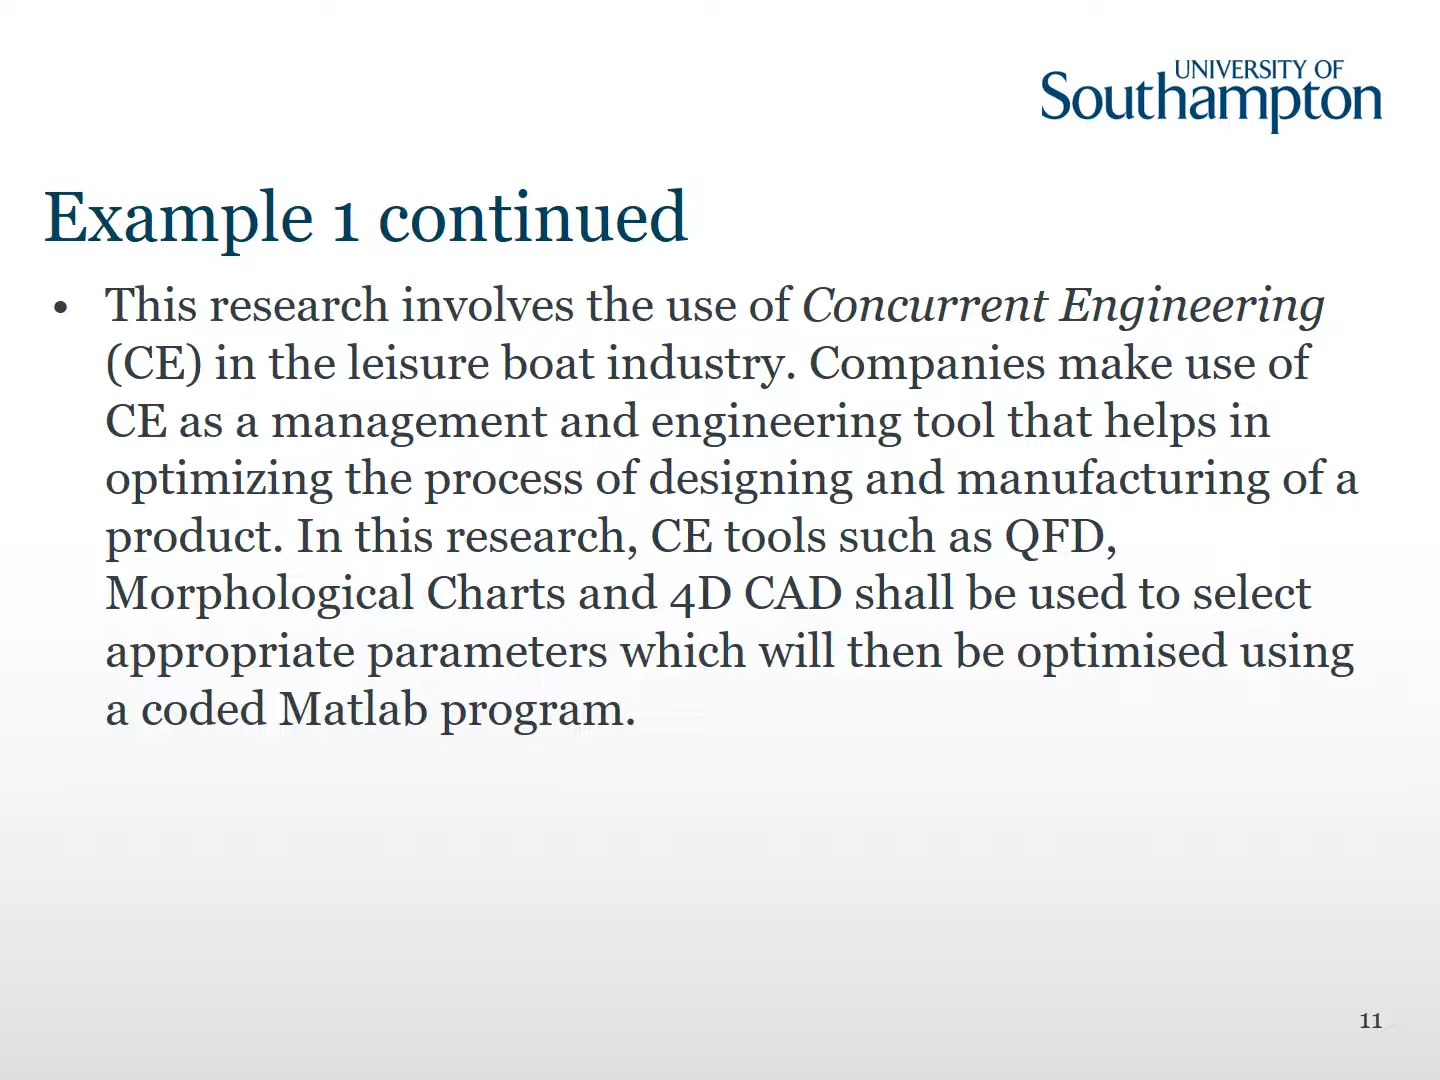 UNIVERSITY OF
Southampton
Example 1 continued
• This research involves the use of Concurrent Engineering
(CE) in the leisure boat industry. Companies make use of
CE as a management and engineering tool that helps in
optimizing the process of designing and manufacturing of a
product. In this research, CE tools such as QFD,
Morphological Charts and 4D CAD shall be used to select
appropriate parameters which will then be optimised using
a coded Matlab program.
11